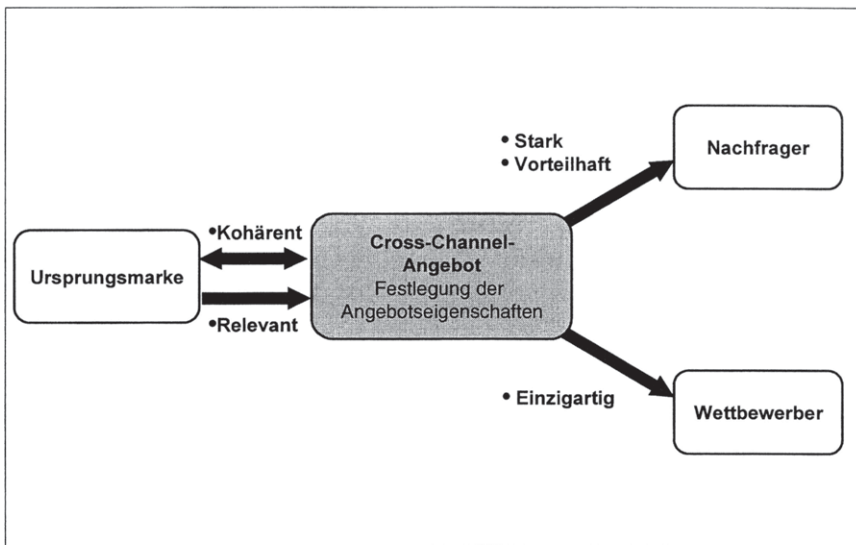 • Stark
• Vorteilhaft
Nachfrager
•Kohärent
Ursprungsmarke
Cross-Channel-
Angebot
Festlegung der
Angebotseigenschaften
•Relevant
• Einzigartig
Wettbewerber